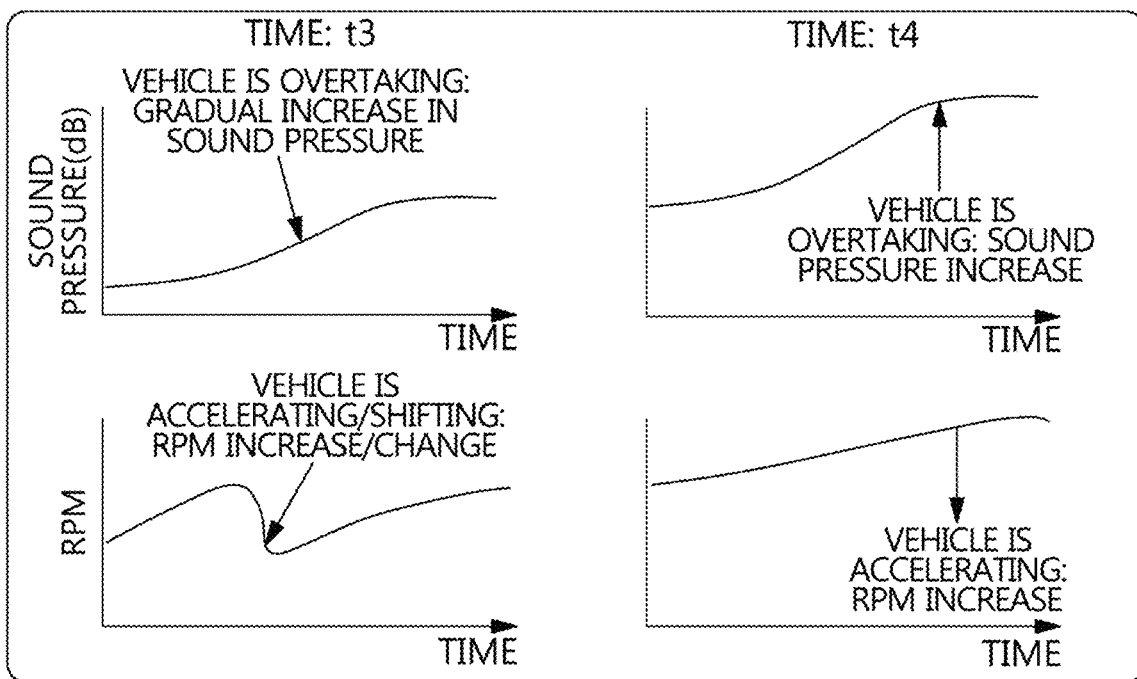 TIME: t3
VEHICLE IS OVERTAKING:
GRADUAL INCREASE IN
SOUND PRESSURE
SOUND
PRESSURE(dB)
TIME
TIME: t4
VEHICLE IS
OVERTAKING: SOUND
PRESSURE INCREASE
TIME
VEHICLE IS
ACCELERATING/SHIFTING:
RPM INCREASE/CHANGE
RPM
TIME
VEHICLE IS
ACCELERATING:
RPM INCREASE
TIME